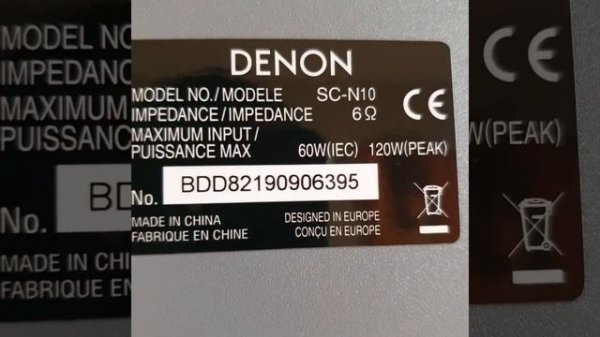 DENON
MODEL NO./MODELE SC-N10
IMPEDANCE/IMPEDANCE 6Ω
MAXIMUM INPUT/
PUISSANCE MAX 60W(IEC) 120W(PEAK)
No. BDD82190906395
MADE IN CHINA DESIGNED IN EUROPE
FABRIQUE EN CHINE CONÇU EN EUROPE
CE